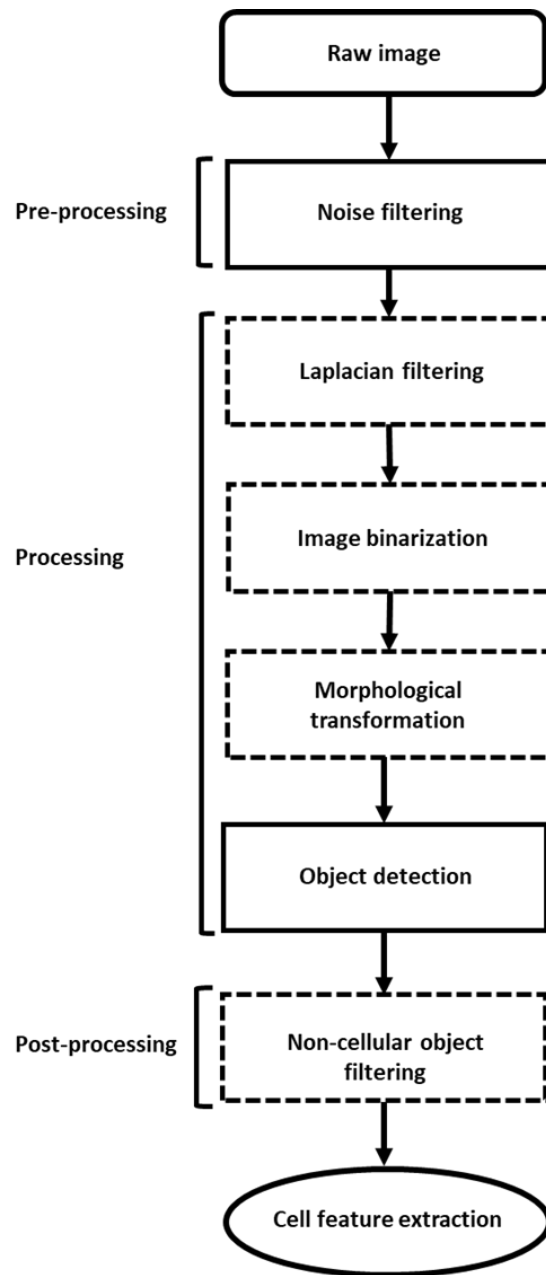 Raw image
Pre-processing
Noise filtering
Laplacian filtering
Image binarization
Processing
Morphological
transformation
Object detection
Post-processing
Non-cellular object
filtering
Cell feature extraction